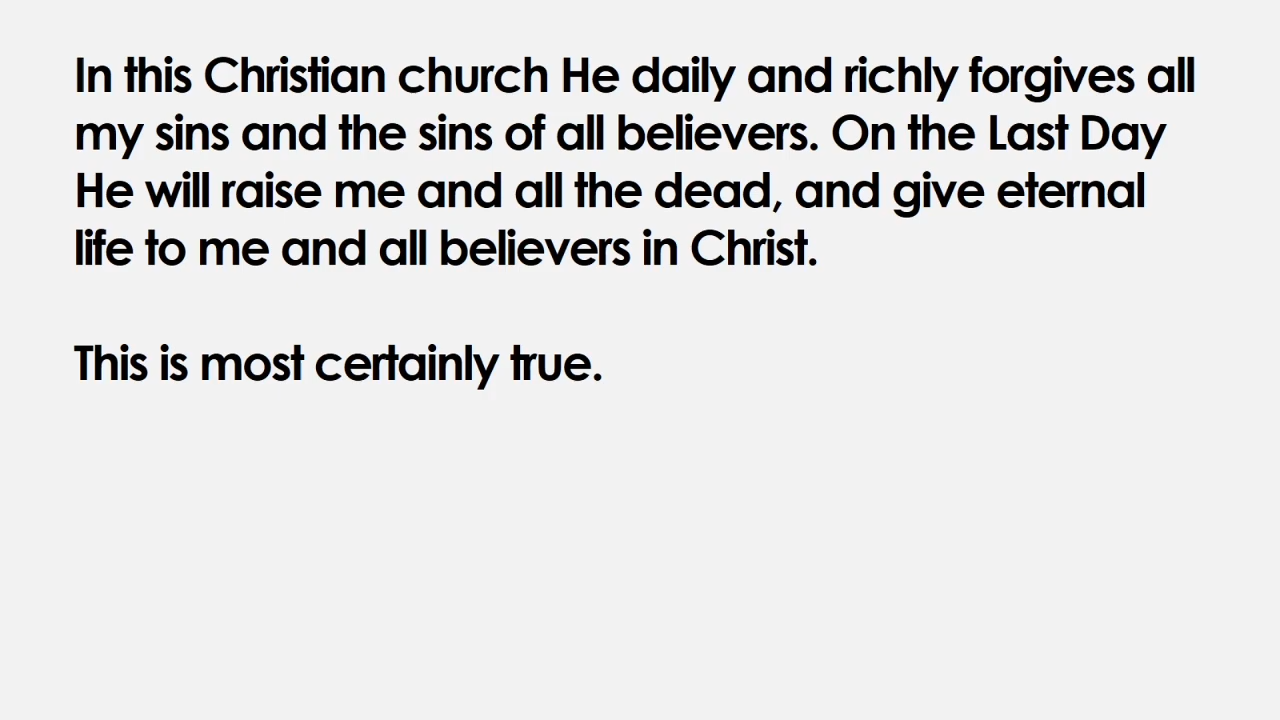 In this Christian church He daily and richly forgives all
my sins and the sins of all believers. On the Last Day
He will raise me and all the dead, and give eternal
life to me and all believers in Christ.
This is most certainly true.